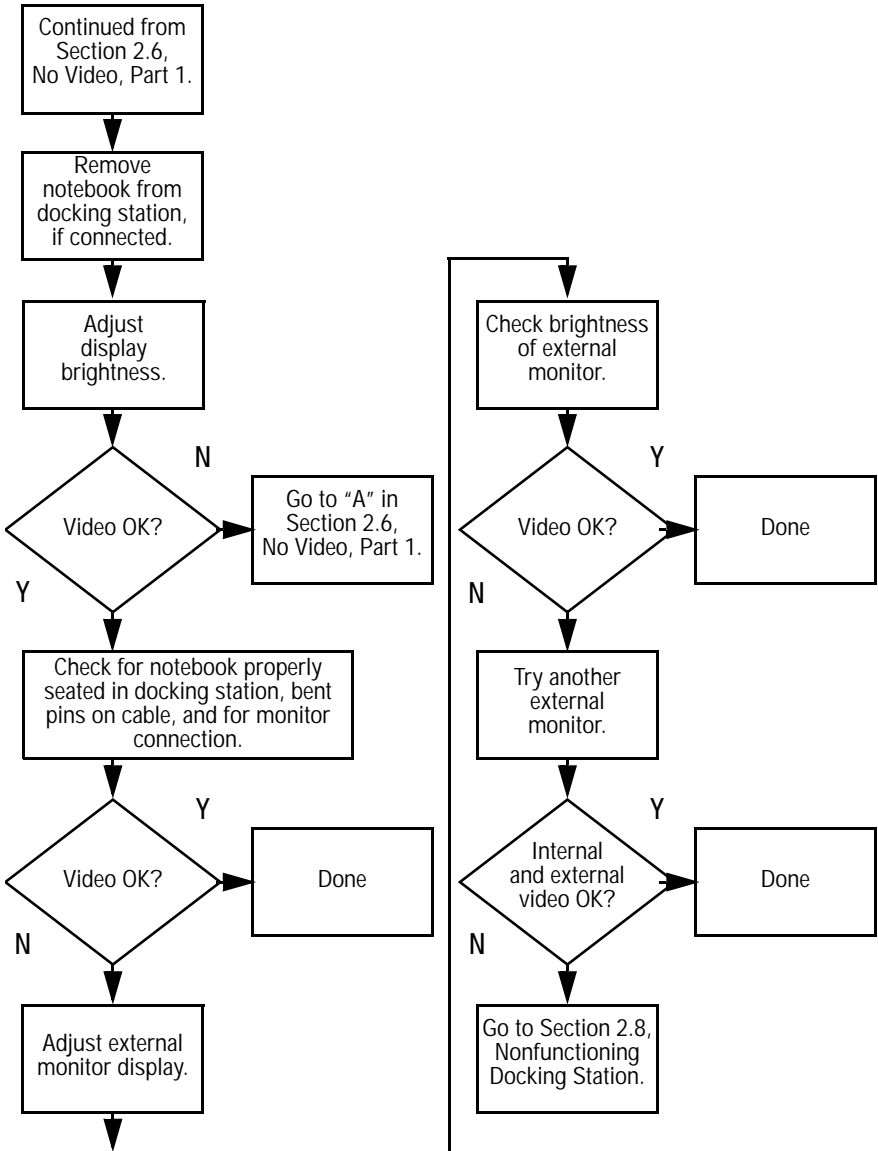 Continued from
Section 2.6,
No Video, Part 1.
Remove
notebook from
docking station,
if connected.
Adjust
display
brightness.
Video OK?
N
Go to “A” in
Section 2.6,
No Video, Part 1.
Y
Check for notebook properly
seated in docking station, bent
pins on cable, and for monitor
connection.
Video OK?
Y
Done
N
Adjust external
monitor display.
Check brightness
of external
monitor.
Video OK?
Y
Done
N
Try another
external
monitor.
Internal
and external
video OK?
Y
Done
N
Go to Section 2.8,
Nonfunctioning
Docking Station.